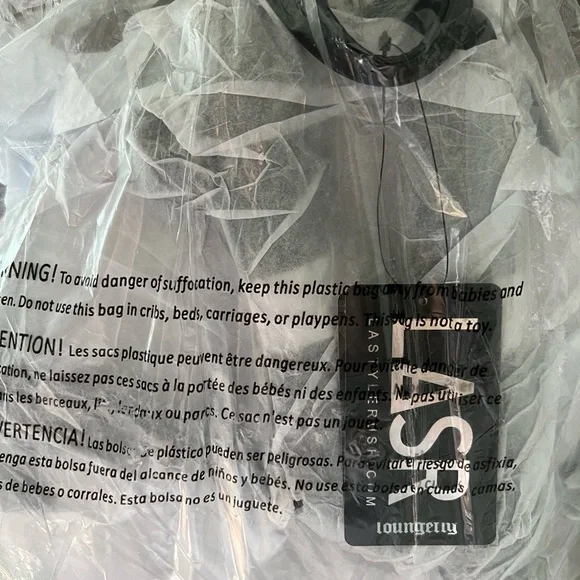 NING! To avoid danger of suffocation, keep this plastic bag away from babies and
en. Do not use this bag in cribs, beds, carriages, or playpens. This bag is not a toy.
ENTION! Les sacs plastique peuvent être dangereux. Pour éviter le danger de
ation, ne laissez pas ces sacs à la portée des bébés ni des enfants. Ne pas utiliser ce
ans les berceaux, ou parcs. Ce sac n'est pas un jouet.
VERTENCIA! Las bolsas de plástico pueden ser peligrosas. Para evitar el riesgo de asfixia,
enga esta bolsa fuera del alcance de niños y bebés. No use esta bolsa en cunas, camas,
s de bebes o corrales. Esta bolsa no es un juguete.
LASR
loungerry